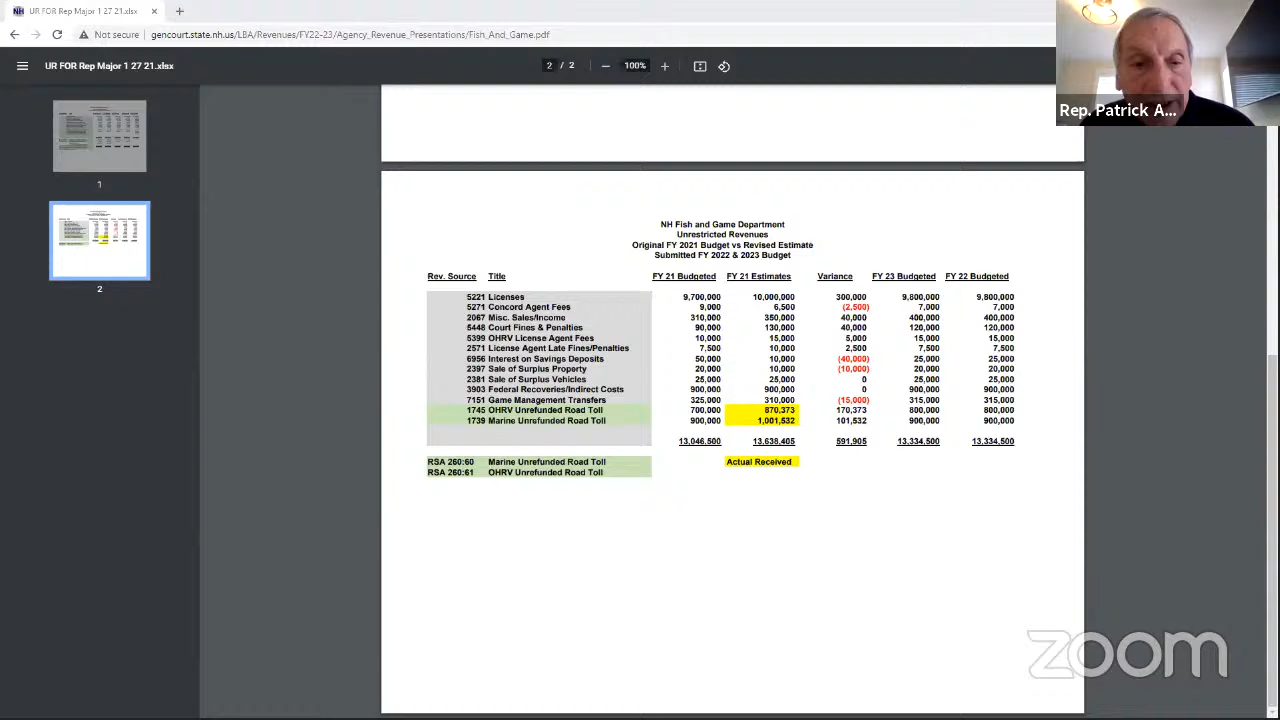 UR FOR Rep Major 1 27 21.xlsx
Not secure gencourt.state.nh.us/LBA/Revenues/FY22-23/Agency_Revenue_Presentations/Fish_And_Game.pdf
UR FOR Rep Major 1 27 21.xlsx 2 / 2 100%
Rep. Patrick A...
1
2
NH Fish and Game Department
Unrestricted Revenues
Original FY 2021 Budget vs Revised Estimate
Submitted FY 2022 & 2023 Budget
Rev. Source Title FY 21 Budgeted FY 21 Estimates Variance FY 23 Budgeted FY 22 Budgeted
5221 Licenses 9,700,000 10,000,000 300,000 9,800,000 9,800,000
5271 Concord Agent Fees 9,000 6,500 (2,500) 7,000 7,000
2067 Misc. Sales/Income 310,000 350,000 40,000 400,000 400,000
5448 Court Fines & Penalties 90,000 130,000 40,000 120,000 120,000
5399 OHRV License Agent Fees 10,000 15,000 5,000 15,000 15,000
2571 License Agent Late Fines/Penalties 7,500 10,000 2,500 7,500 7,500
6956 Interest on Savings Deposits 50,000 10,000 (40,000) 25,000 25,000
2397 Sale of Surplus Property 20,000 10,000 (10,000) 20,000 20,000
2381 Sale of Surplus Vehicles 25,000 25,000 0 25,000 25,000
3903 Federal Recoveries/Indirect Costs 900,000 900,000 0 900,000 900,000
7151 Game Management Transfers 325,000 310,000 (15,000) 315,000 315,000
1745 OHRV Unrefunded Road Toll 700,000 870,373 170,373 800,000 800,000
1739 Marine Unrefunded Road Toll 900,000 1,001,532 101,532 900,000 900,000
13,046,500 13,638,405 591,905 13,334,500 13,334,500
RSA 260:60 Marine Unrefunded Road Toll Actual Received
RSA 260:61 OHRV Unrefunded Road Toll
zoom